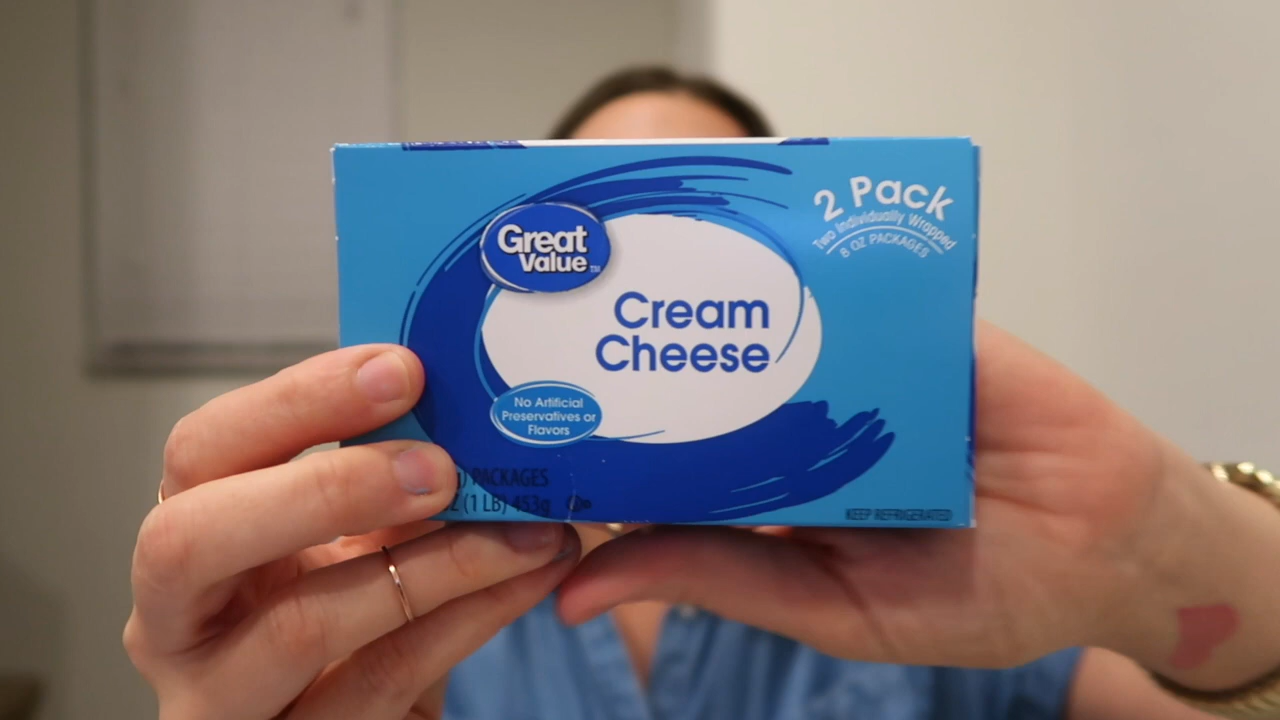 2 Pack
Two Individually Wrapped
8 OZ PACKAGES
Great
Value™
Cream
Cheese
No Artificial
Preservatives or
Flavors
PACKAGES
(1 LB) 453g
KEEP REFRIGERATED